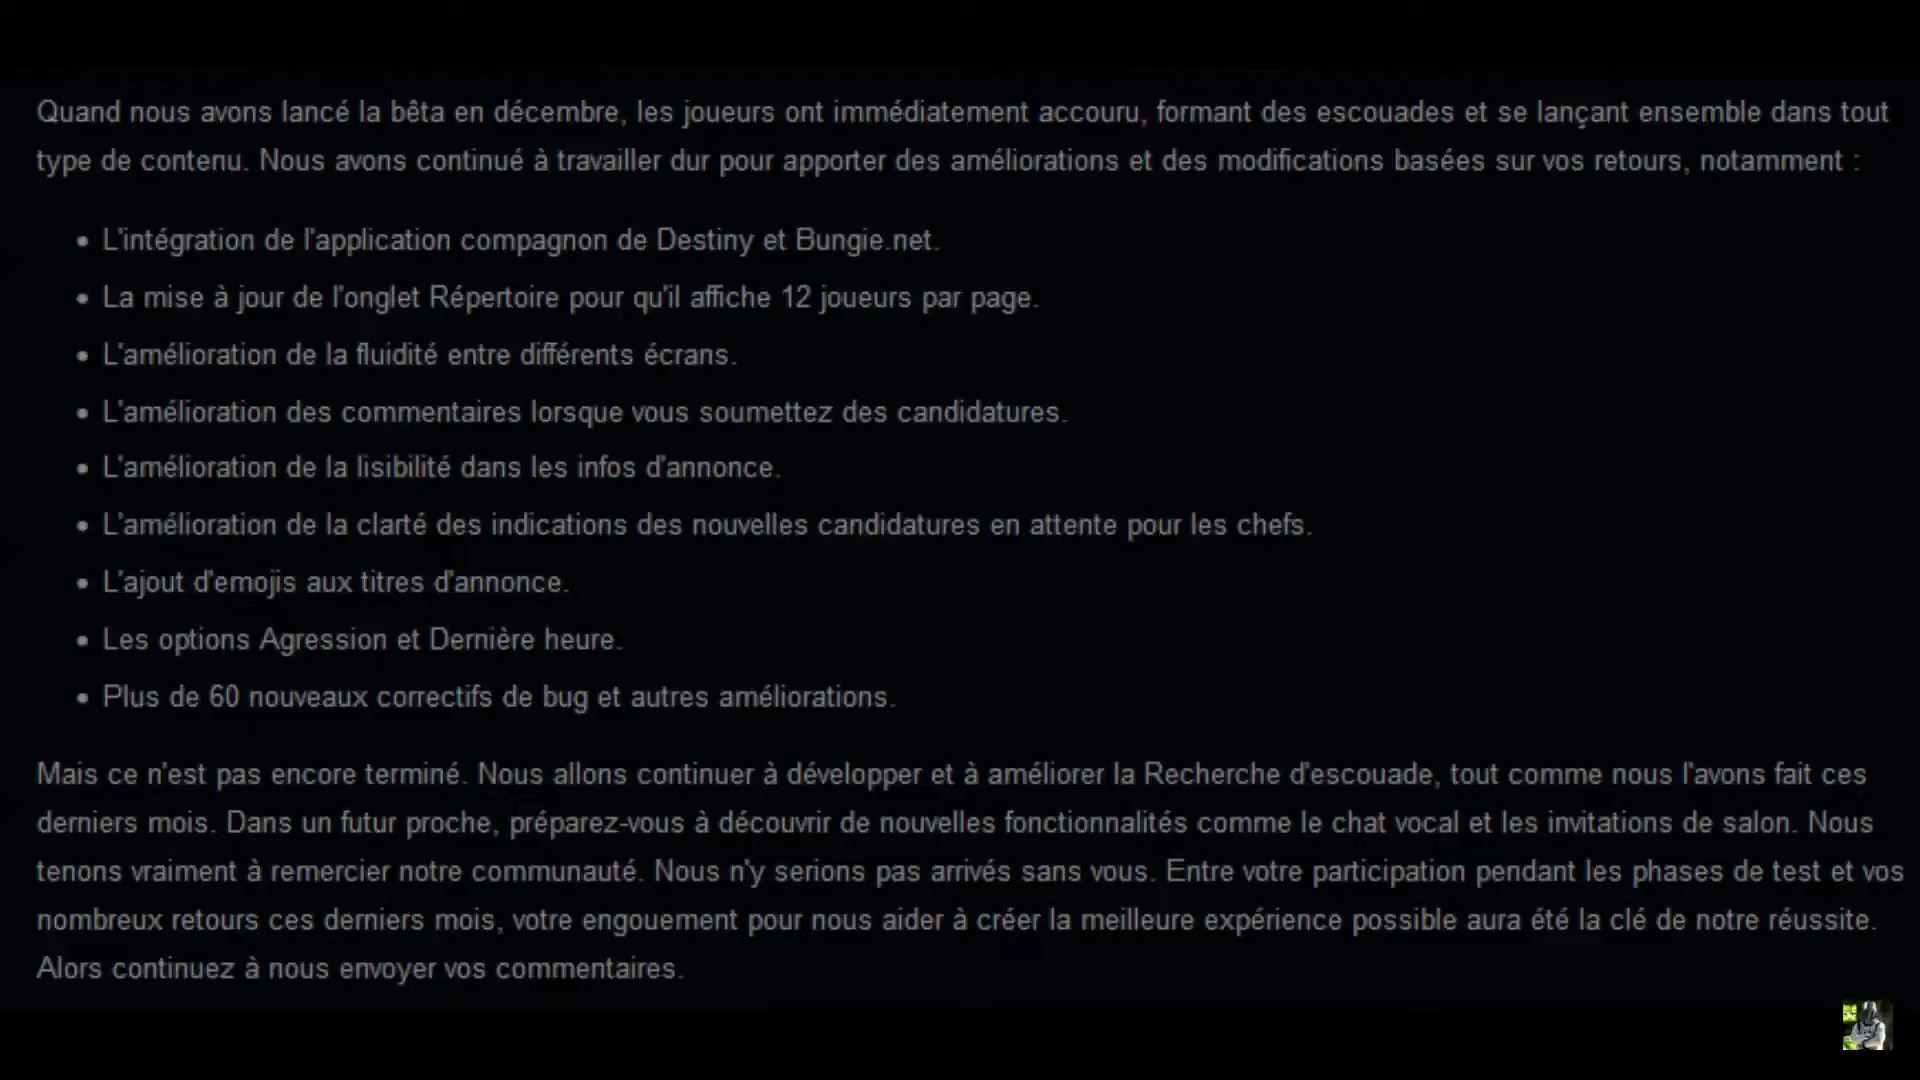 Quand nous avons lancé la bêta en décembre, les joueurs ont immédiatement accouru, formant des escouades et se lançant ensemble dans tout
type de contenu. Nous avons continué à travailler dur pour apporter des améliorations et des modifications basées sur vos retours, notamment :
• L'intégration de l'application compagnon de Destiny et Bungie.net.
• La mise à jour de l'onglet Répertoire pour qu'il affiche 12 joueurs par page.
• L'amélioration de la fluidité entre différents écrans.
• L'amélioration des commentaires lorsque vous soumettez des candidatures.
• L'amélioration de la lisibilité dans les infos d'annonce.
• L'amélioration de la clarté des indications des nouvelles candidatures en attente pour les chefs.
• L'ajout d'emojis aux titres d'annonce.
• Les options Agression et Dernière heure.
• Plus de 60 nouveaux correctifs de bug et autres améliorations.
Mais ce n'est pas encore terminé. Nous allons continuer à développer et à améliorer la Recherche d'escouade, tout comme nous l'avons fait ces
derniers mois. Dans un futur proche, préparez-vous à découvrir de nouvelles fonctionnalités comme le chat vocal et les invitations de salon. Nous
tenons vraiment à remercier notre communauté. Nous n'y serions pas arrivés sans vous. Entre votre participation pendant les phases de test et vos
nombreux retours ces derniers mois, votre engouement pour nous aider à créer la meilleure expérience possible aura été la clé de notre réussite.
Alors continuez à nous envoyer vos commentaires.